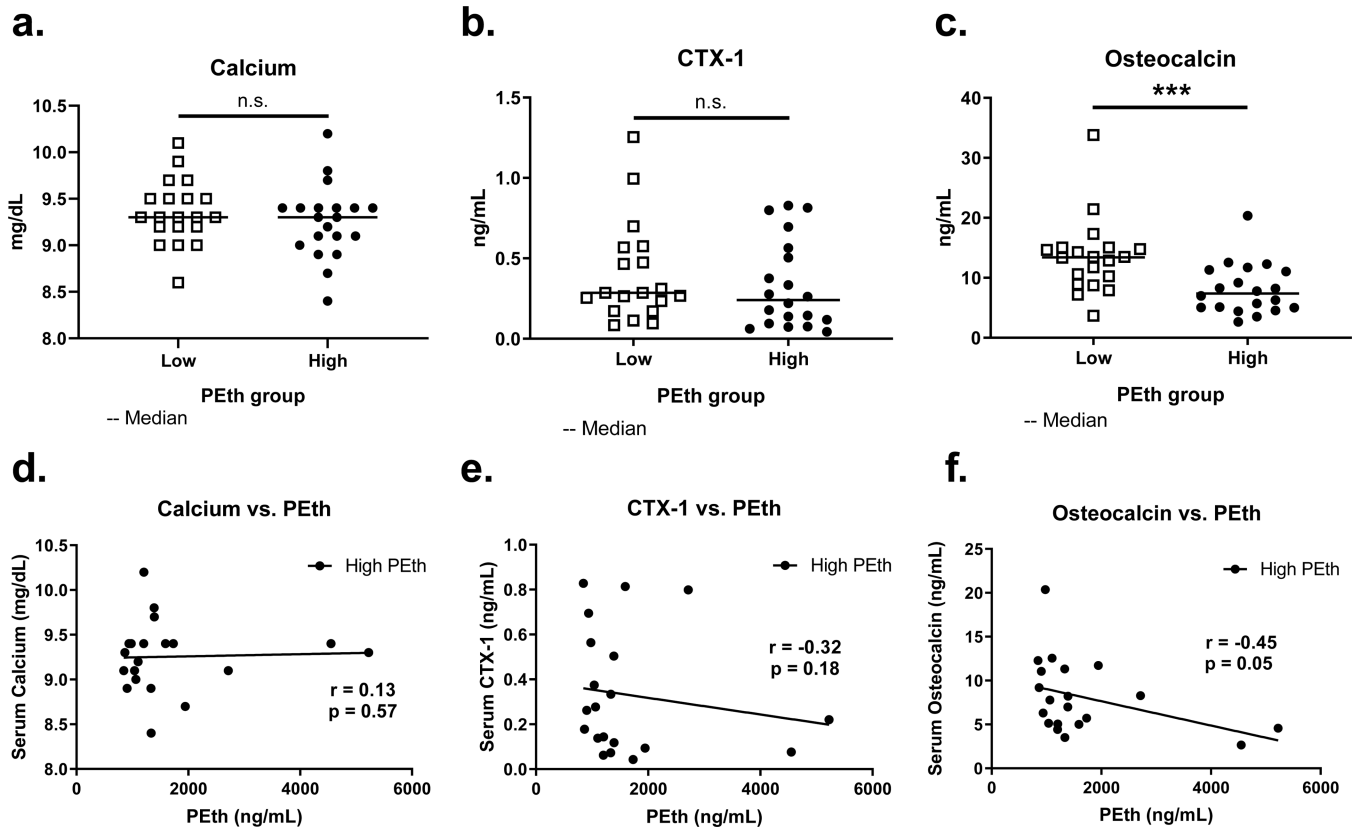 a.
Calcium
n.s.
mg/dL
10.5
10.0
9.5
9.0
8.5
8.0
Low
High
PEth group
-- Median
b.
CTX-1
n.s.
ng/mL
1.5
1.0
0.5
0.0
Low
High
PEth group
-- Median
c.
Osteocalcin
***
ng/mL
40
30
20
10
0
Low
High
PEth group
-- Median
d.
Calcium vs. PEth
Serum Calcium (mg/dL)
10.5
10.0
9.5
9.0
8.5
8.0
High PEth
r = 0.13
p = 0.57
0
2000
4000
6000
PEth (ng/mL)
e.
CTX-1 vs. PEth
Serum CTX-1 (ng/mL)
1.0
0.8
0.6
0.4
0.2
0.0
High PEth
r = -0.32
p = 0.18
0
2000
4000
6000
PEth (ng/mL)
f.
Osteocalcin vs. PEth
Serum Osteocalcin (ng/mL)
25
20
15
10
5
0
High PEth
r = -0.45
p = 0.05
0
2000
4000
6000
PEth (ng/mL)